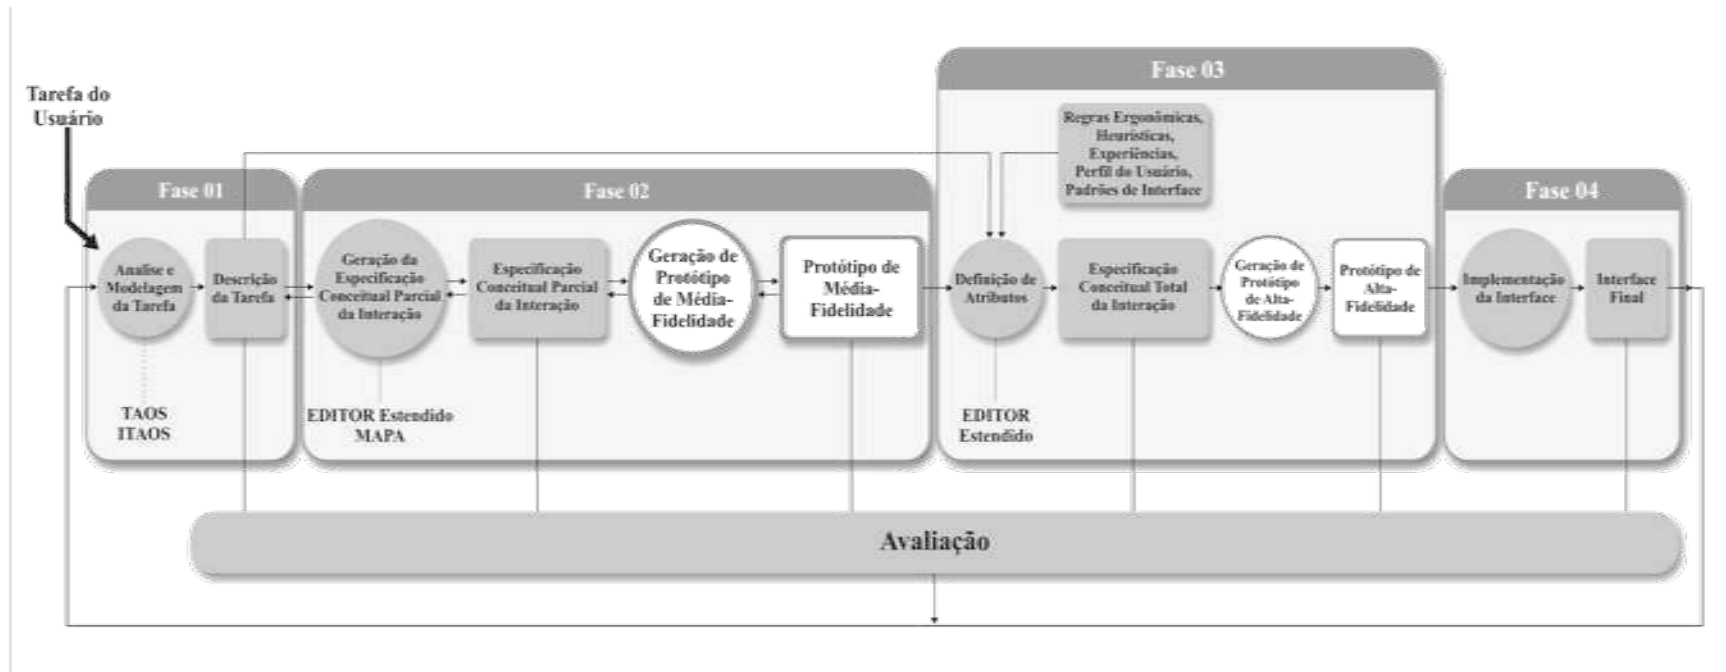 Tarefa do
Usuário
Fase 01
Analise e
Modelagem
da Tarefa
Descrição
da Tarefa
TAOS
ITAOS
Fase 02
Geração da
Especificação
Conceitual Parcial
da Interação
Especificação
Conceitual Parcial
da Interação
Geração de
Protótipo
de Média-
Fidelidade
Protótipo de
Média-
Fidelidade
EDITOR Estendido
MAPA
Fase 03
Regras Ergonômicas,
Heurísticas,
Experiências,
Perfil do Usuário,
Padrões de Interface
Definição de
Atributos
Especificação
Conceitual Total
da Interação
Geração de
Protótipo
de Alta-
Fidelidade
Protótipo de
Alta-
Fidelidade
EDITOR
Estendido
Fase 04
Implementação
da Interface
Interface
Final
Avaliação